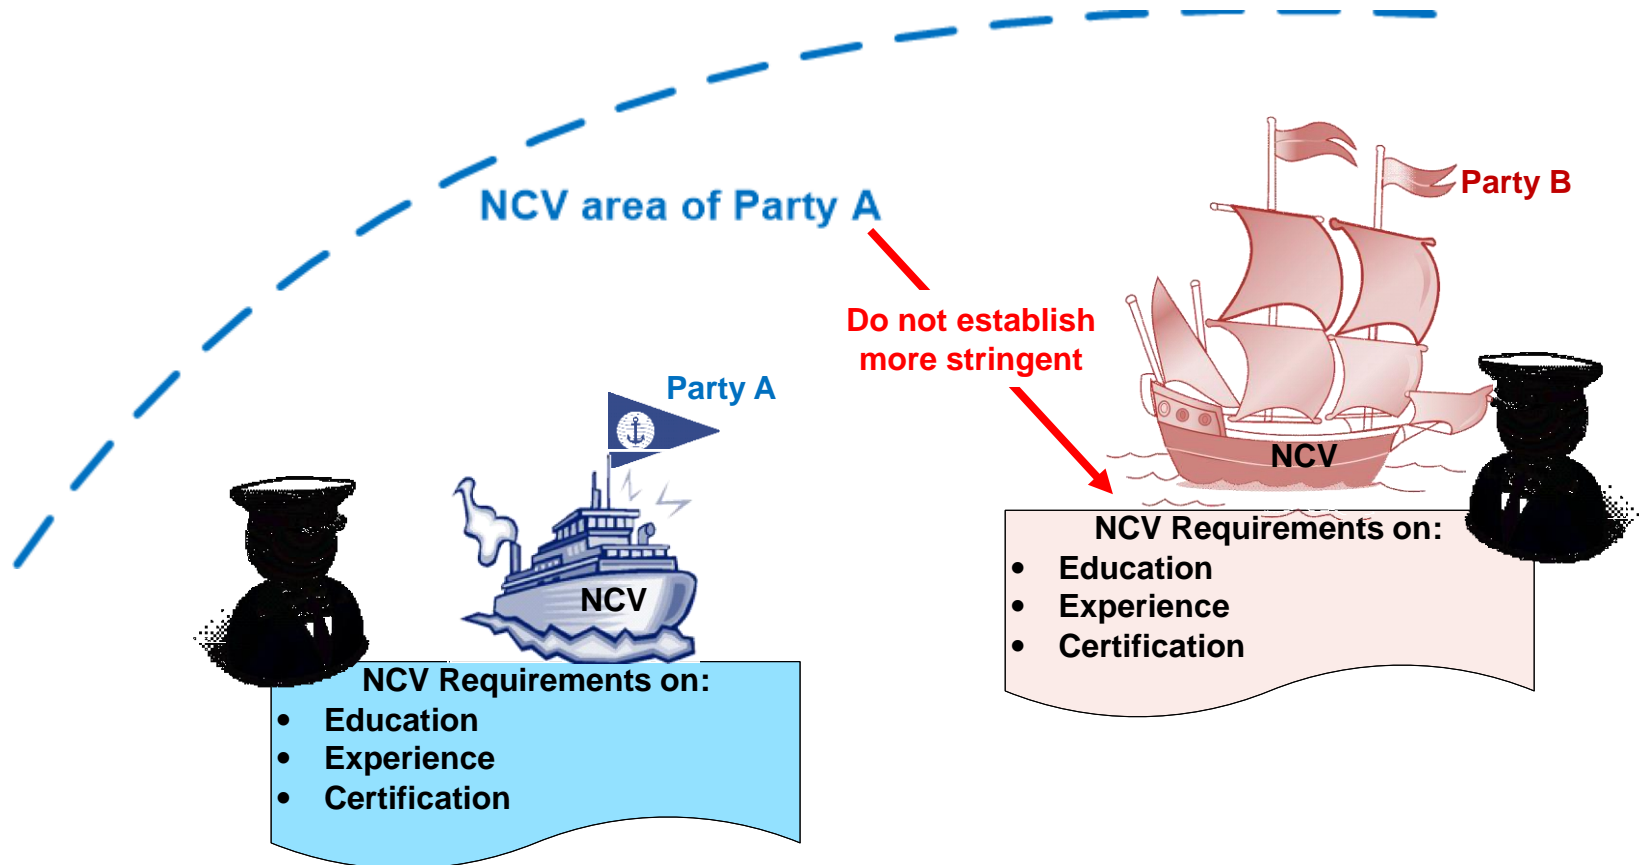 NCV area of Party A
Party B
Do not establish
more stringent
Party A
NCV
NCV
NCV Requirements on:
• Education
• Experience
• Certification
NCV Requirements on:
• Education
• Experience
• Certification